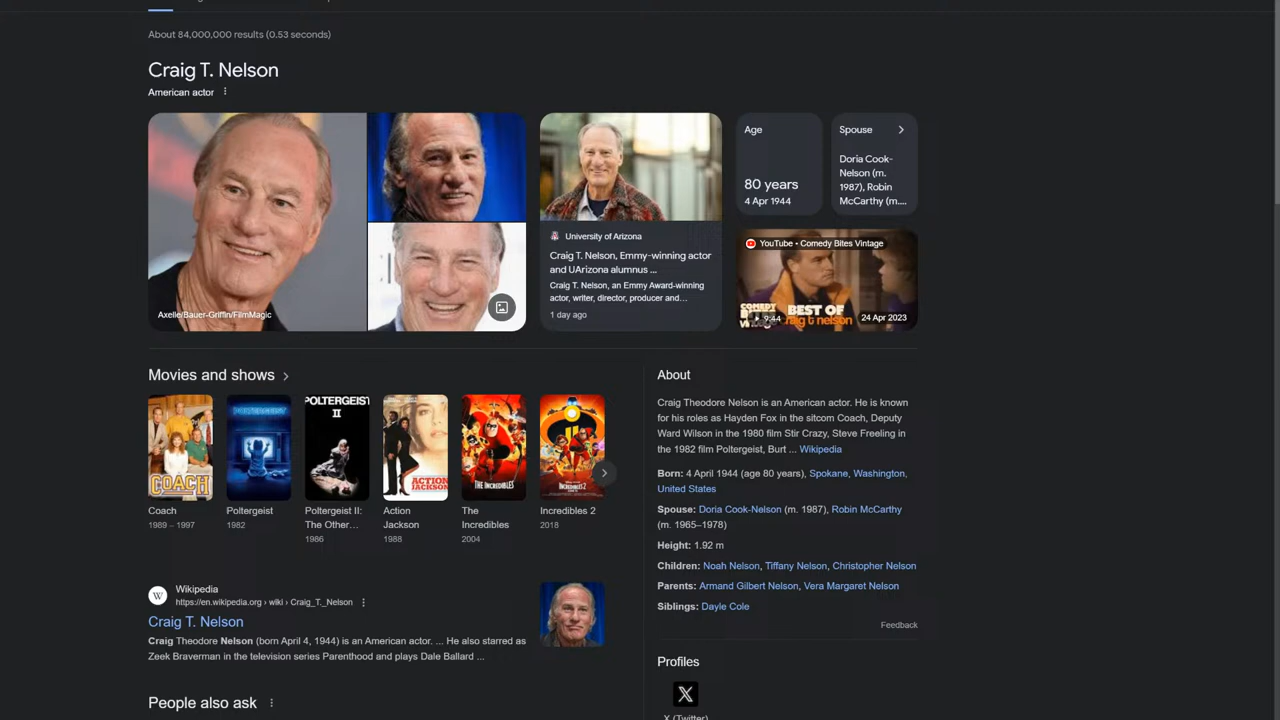 About 84,000,000 results (0.53 seconds)
Craig T. Nelson
American actor
Axelle/Bauer-Griffin/FilmMagic
University of Arizona
Craig T. Nelson, Emmy-winning actor
and UArizona alumnus ...
Craig T. Nelson, an Emmy Award-winning
actor, writer, director, producer and...
1 day ago
Age
80 years
4 Apr 1944
Spouse
Doria Cook-
Nelson (m.
1987), Robin
McCarthy (m....
YouTube • Comedy Bites Vintage
COMEDY
BEST OF
craig t nelson
9:44
24 Apr 2023
Movies and shows
COACH
POLTERGEIST
POLTERGEIST
II
ACTION
JACKSON
THE INCREDIBLES
INCREDIBLES 2
Coach
1989 – 1997
Poltergeist
1982
Poltergeist II:
The Other...
1986
Action
Jackson
1988
The
Incredibles
2004
Incredibles 2
2018
Wikipedia
https://en.wikipedia.org › wiki › Craig_T._Nelson
Craig T. Nelson
Craig Theodore Nelson (born April 4, 1944) is an American actor. ... He also starred as
Zeek Braverman in the television series Parenthood and plays Dale Ballard ...
People also ask
About
Craig Theodore Nelson is an American actor. He is known
for his roles as Hayden Fox in the sitcom Coach, Deputy
Ward Wilson in the 1980 film Stir Crazy, Steve Freeling in
the 1982 film Poltergeist, Burt ... Wikipedia
Born: 4 April 1944 (age 80 years), Spokane, Washington,
United States
Spouse: Doria Cook-Nelson (m. 1987), Robin McCarthy
(m. 1965–1978)
Height: 1.92 m
Children: Noah Nelson, Tiffany Nelson, Christopher Nelson
Parents: Armand Gilbert Nelson, Vera Margaret Nelson
Siblings: Dayle Cole
Feedback
Profiles
X (Twitter)